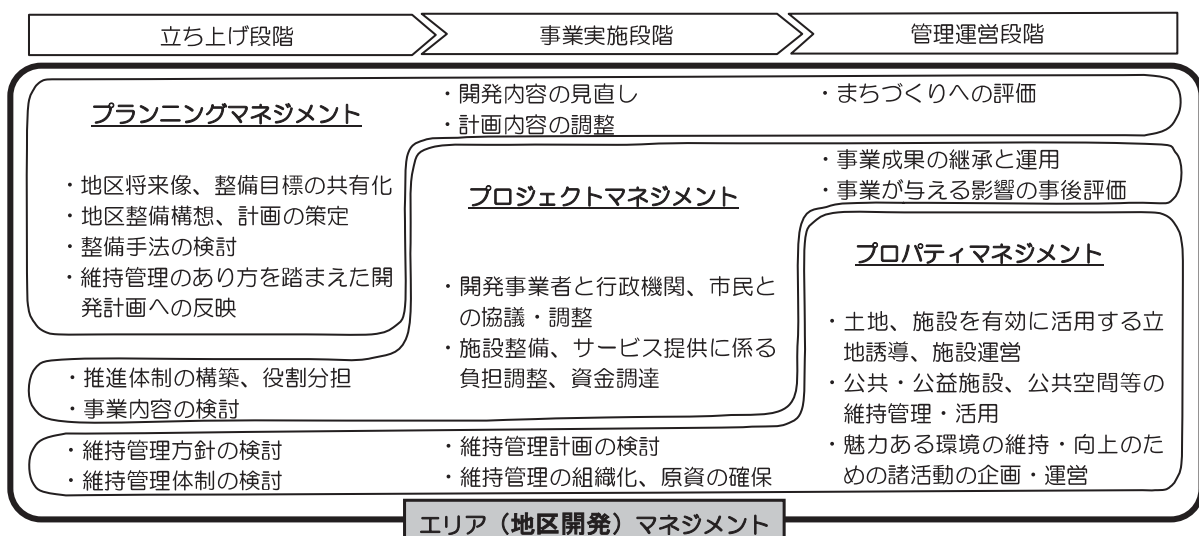 立ち上げ段階
事業実施段階
管理運営段階
プランニングマネジメント
・地区将来像、整備目標の共有化
・地区整備構想、計画の策定
・整備手法の検討
・維持管理のあり方を踏まえた開
発計画への反映
・開発内容の見直し
・計画内容の調整
・まちづくりへの評価
プロジェクトマネジメント
・開発事業者と行政機関、市民と
の協議・調整
・施設整備、サービス提供に係る
負担調整、資金調達
・事業成果の継承と運用
・事業が与える影響の事後評価
・推進体制の構築、役割分担
・事業内容の検討
プロパティマネジメント
・土地、施設を有効に活用する立
地誘導、施設運営
・公共・公益施設、公共空間等の
維持管理・活用
・魅力ある環境の維持・向上のた
めの諸活動の企画・運営
・維持管理方針の検討
・維持管理体制の検討
・維持管理計画の検討
・維持管理の組織化、原資の確保
エリア（地区開発）マネジメント